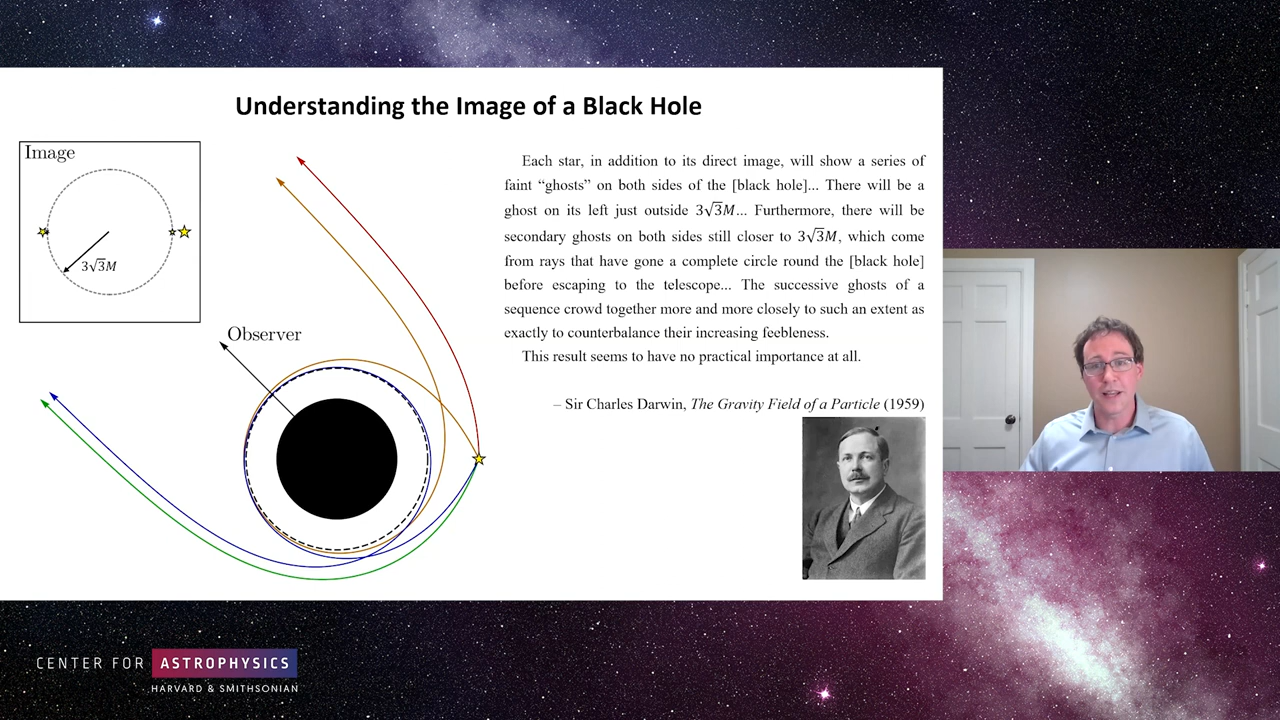 Understanding the Image of a Black Hole
Image
3√3M
Observer
Each star, in addition to its direct image, will show a series of
faint “ghosts” on both sides of the [black hole]... There will be a
ghost on its left just outside 3√3M... Furthermore, there will be
secondary ghosts on both sides still closer to 3√3M, which come
from rays that have gone a complete circle round the [black hole]
before escaping to the telescope... The successive ghosts of a
sequence crowd together more and more closely to such an extent as
exactly to counterbalance their increasing feebleness.
This result seems to have no practical importance at all.
– Sir Charles Darwin, The Gravity Field of a Particle (1959)
CENTER FOR ASTROPHYSICS
HARVARD & SMITHSONIAN